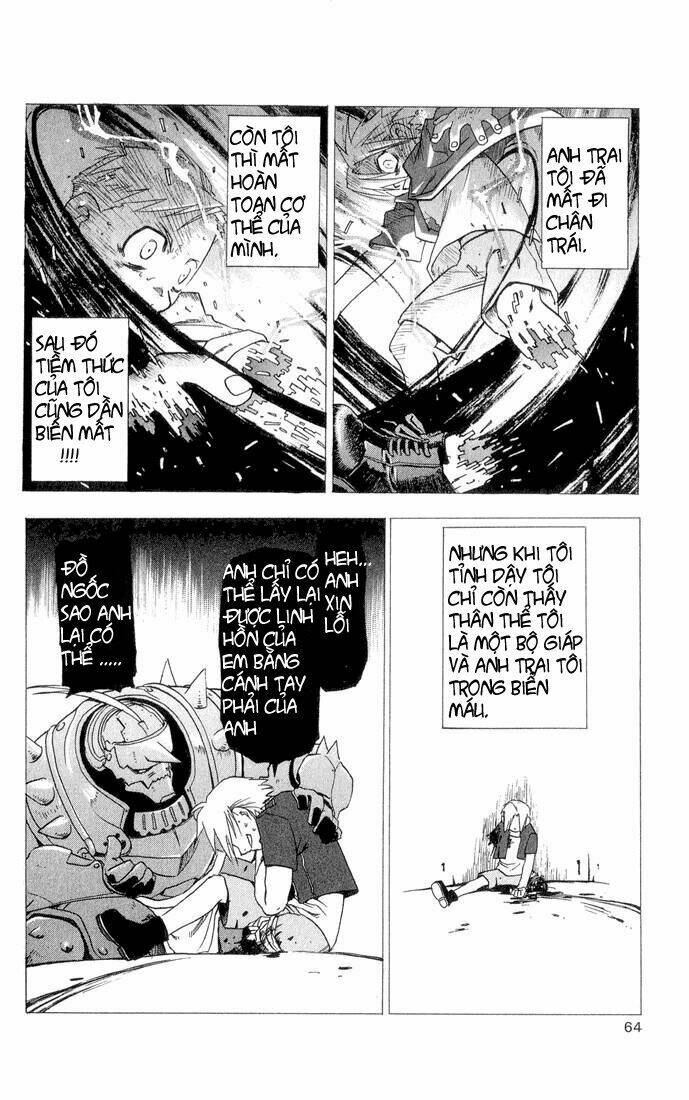 ANH TRAI
TÔI ĐÃ
MẤT ĐI
CHÂN
TRÁI.
CÒN TÔI
THÌ MẤT
HOÀN
TOAN CƠ
THỂ CỦA
MÌNH.
SAU ĐÓ
TIỀM THỨC
CỦA TÔI
CŨNG DẦN
BIẾN MẤT
!!!!
NHƯNG KHI TÔI
TỈNH DẬY TÔI
CHỈ CÒN THẤY
THÂN THỂ TÔI
LÀ MỘT BỘ GIÁP
VÀ ANH TRAI TÔI
TRONG BIỂN
MÁU.
HEH...
ANH
XIN
LỖI
ANH CHỈ CÓ
THỂ LẤY LẠI
ĐƯỢC LINH
HỒN CỦA
EM BẰNG
CÁNH TAY
PHẢI CỦA
ANH
ĐỒ
NGỐC
SAO ANH
LẠI CÓ
THỂ .....
64